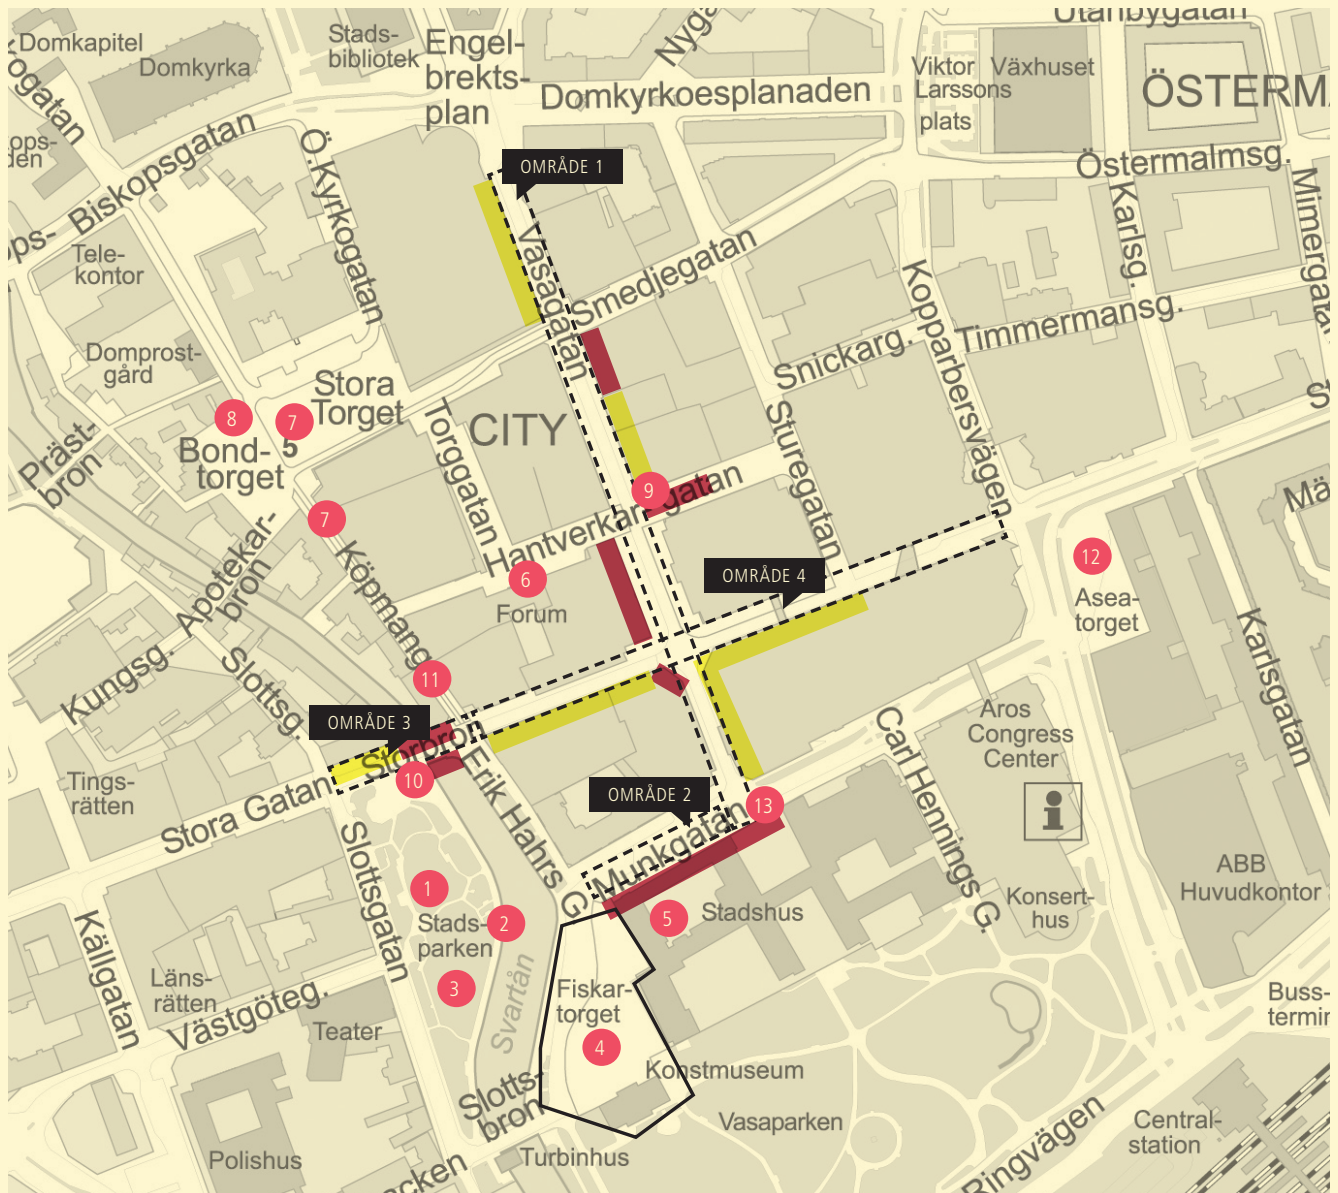 Utanbygatan
Domkapitel
Domkyrka
Stads-
bibliotek
Engel-
brekts-
plan
Domkyrkoesplanaden
Viktor
Larssons
plats
Växhuset
Östermalmsg.
Biskopsgatan
Ö.Kyrkogatan
OMRÅDE 1
Vasagatan
Vasagatan
Smedjegatan
Karlsg.
Tele-
kontor
Kopparbersvägen
Timmermansg.
Snickarg.
Domprost-
gård
Stora
Torget
5
8
7
Bond-
torget
CITY
Torggatan
Sturegatan
Präst-
bron
9
7
Hantverkargatan
Apotekar-
bron
Köpmang.
6
Forum
OMRÅDE 4
12
Asea-
torget
Kungsg.
Slottsg.
Karlsgatan
11
OMRÅDE 3
Storbron
10
Erik Hahrs
G.
Carl Hennings G.
Aros
Congress
Center
i
Tings-
rätten
Stora Gatan
OMRÅDE 2
13
Munkgatan
Slottsgatan
ABB
Huvudkontor
1
2
Stads-
parken
3
5
Stadshus
Konsert-
hus
Källgatan
Läns-
rätten
Västgöteg.
Teater
Svartån
Fiskar-
torget
4
Konstmuseum
Buss-
Slotts-
bron
Vasaparken
Central-
station
Ringvägen
Polishus
Turbinhus